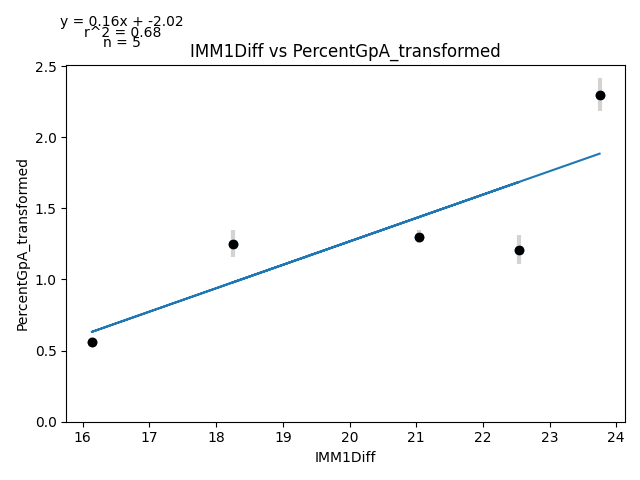 y = 0.16x + -2.02
r^2 = 0.68
n = 5
IMM1Diff vs PercentGpA_transformed
PercentGpA_transformed
2.5
2.0
1.5
1.0
0.5
0.0
16 17 18 19 20 21 22 23 24
IMM1Diff